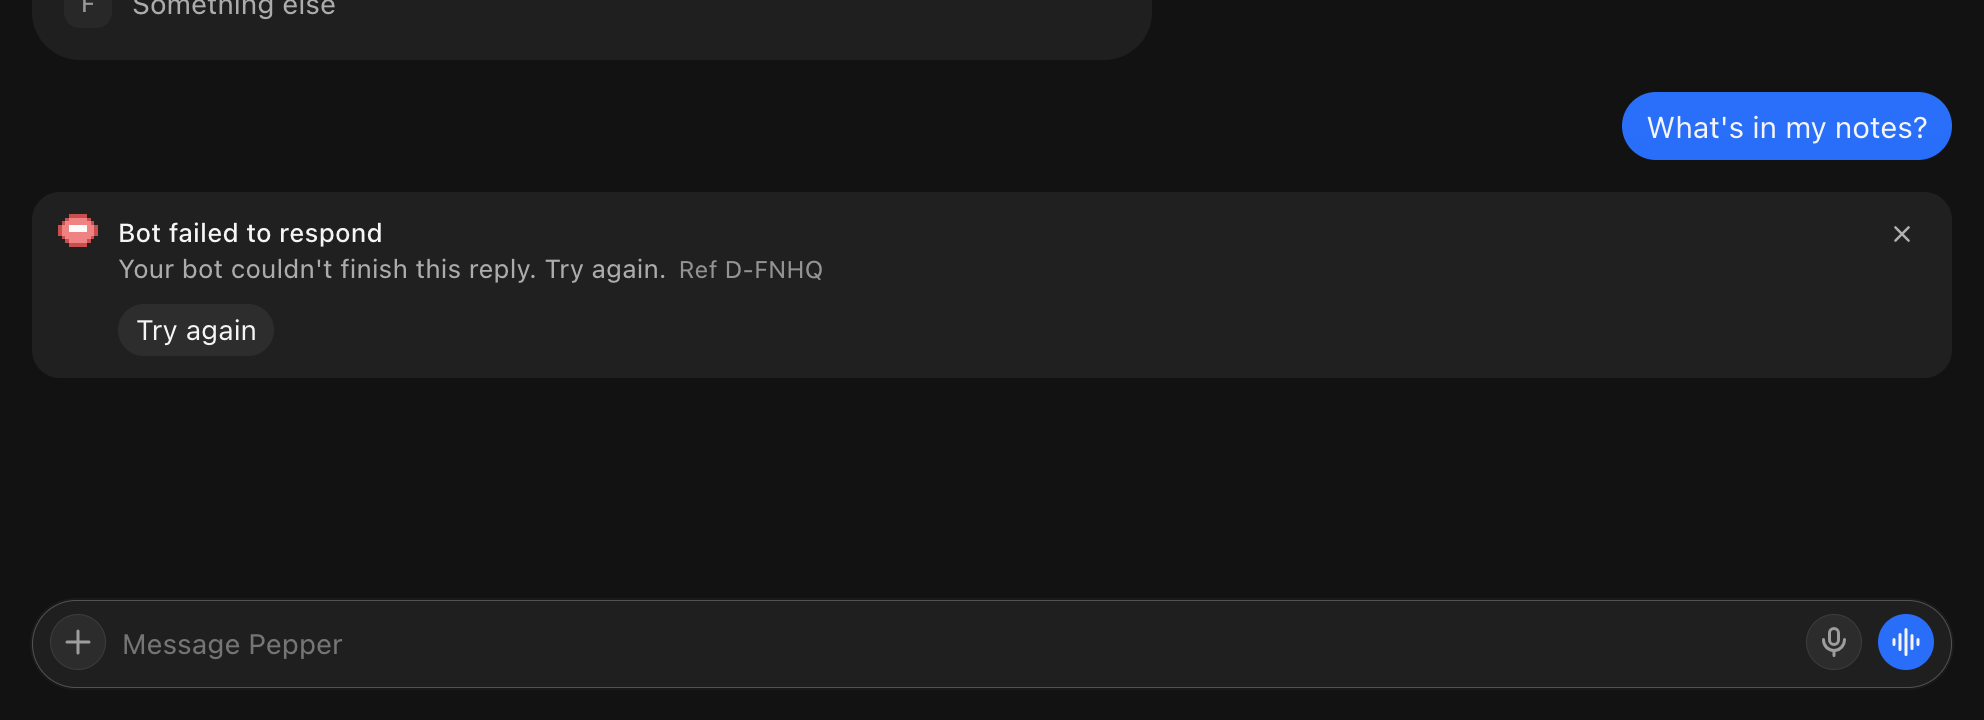 F Something else
What's in my notes?
Bot failed to respond
Your bot couldn't finish this reply. Try again. Ref D-FNHQ
Try again
Message Pepper